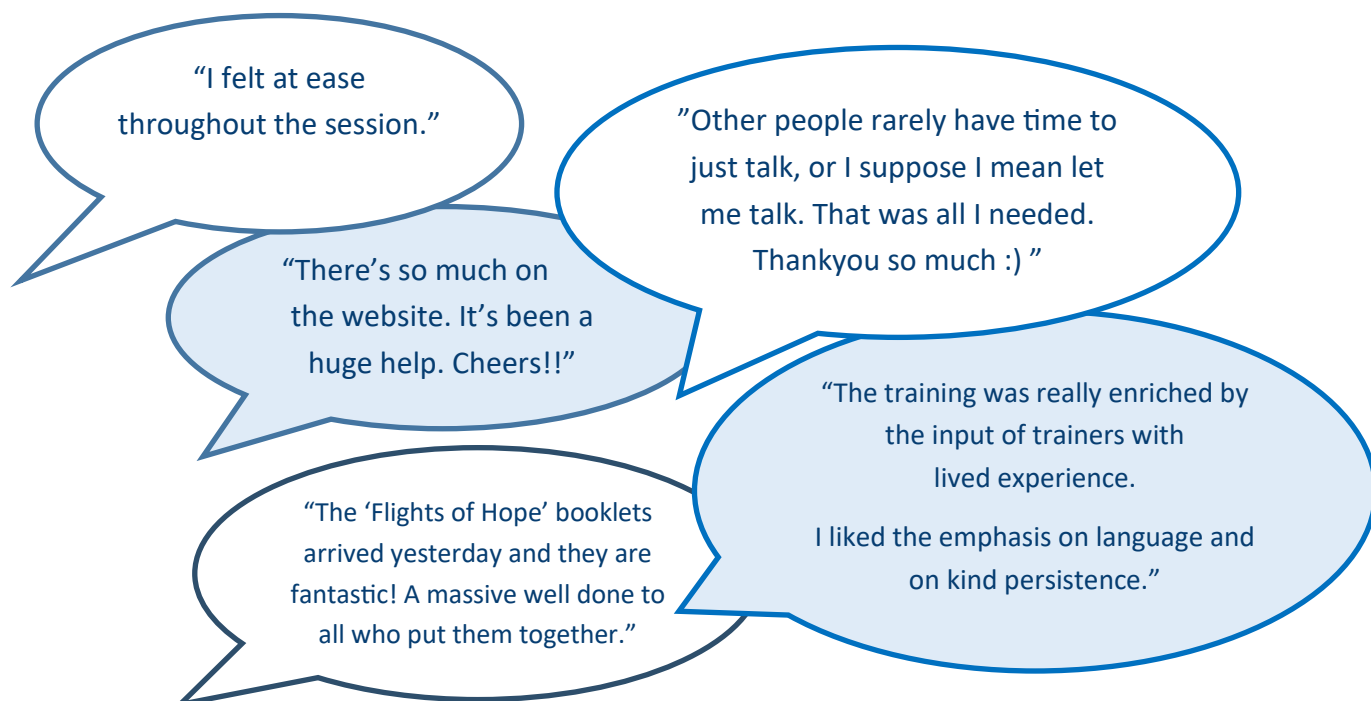 “I felt at ease
throughout the session.”
”Other people rarely have time to
just talk, or I suppose I mean let
me talk. That was all I needed.
Thankyou so much :) ”
“There’s so much on
the website. It’s been a
huge help. Cheers!!”
“The training was really enriched by
the input of trainers with
lived experience.
I liked the emphasis on language and
on kind persistence.”
“The ‘Flights of Hope’ booklets
arrived yesterday and they are
fantastic! A massive well done to
all who put them together.”